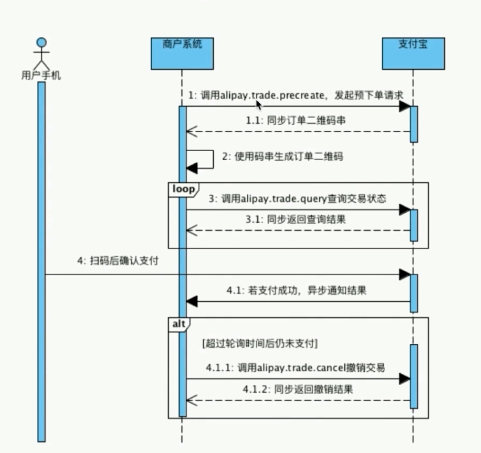 商户系统
支付宝
用户手机
1: 调用alipay.trade.precreate，发起预下单请求
1.1: 同步订单二维码串
2: 使用码串生成订单二维码
loop
3: 调用alipay.trade.query查询交易状态
3.1: 同步返回查询结果
4: 扫码后确认支付
4.1: 若支付成功，异步通知结果
alt
[超过轮询时间后仍未支付]
4.1.1: 调用alipay.trade.cancel撤销交易
4.1.2: 同步返回撤销结果